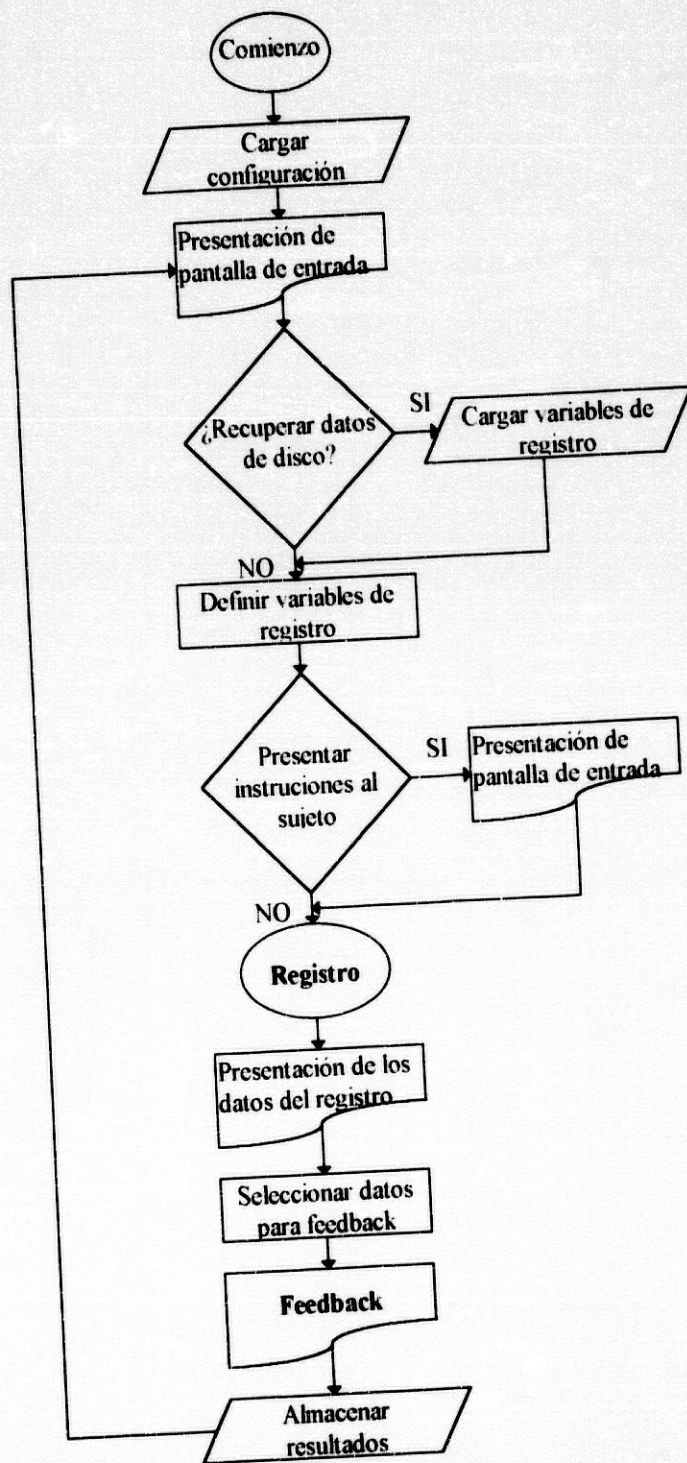 Comienzo
Cargar
configuración
Presentación de
pantalla de entrada
¿Recuperar datos
de disco?
SI
Cargar variables de
registro
NO
Definir variables de
registro
Presentar
instruciones al
sujeto
SI
Presentación de
pantalla de entrada
NO
Registro
Presentación de los
datos del registro
Seleccionar datos
para feedback
Feedback
Almacenar
resultados